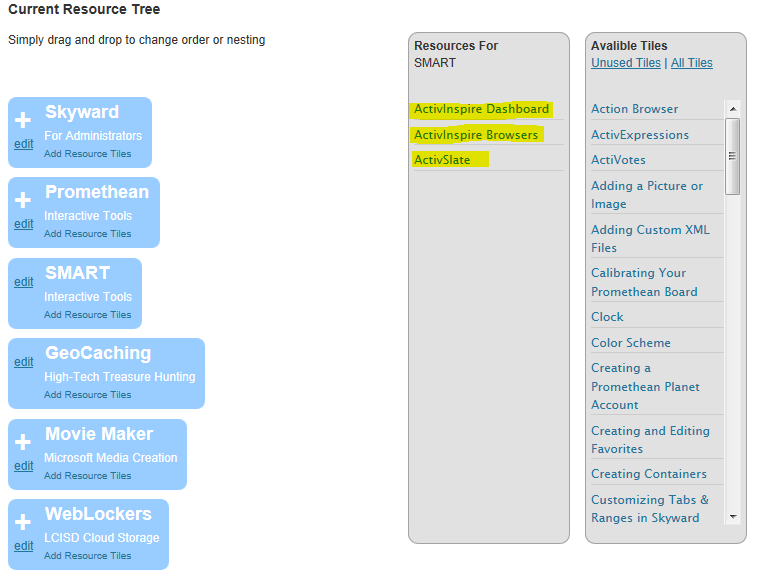 Current Resource Tree
Simply drag and drop to change order or nesting
+ Skyward
For Administrators
edit
Add Resource Tiles
+ Promethean
Interactive Tools
edit
Add Resource Tiles
SMART
edit
Interactive Tools
Add Resource Tiles
GeoCaching
edit
High-Tech Treasure Hunting
Add Resource Tiles
+ Movie Maker
Microsoft Media Creation
edit
Add Resource Tiles
+ WebLockers
LCISD Cloud Storage
edit
Add Resource Tiles
Resources For
SMART
ActivInspire Dashboard
ActivInspire Browsers
ActivSlate
Avalible Tiles
Unused Tiles | All Tiles
Action Browser
ActivExpressions
ActiVotes
Adding a Picture or
Image
Adding Custom XML
Files
Calibrating Your
Promethean Board
Clock
Color Scheme
Creating a
Promethean Planet
Account
Creating and Editing
Favorites
Creating Containers
Customizing Tabs &
Ranges in Skyward